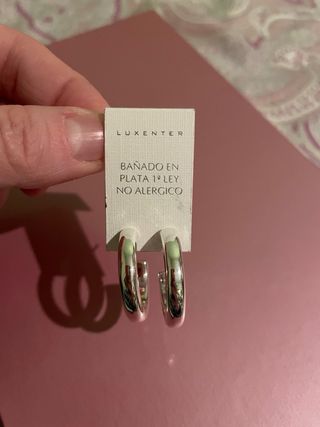 LUXENTER
BAÑADO EN
PLATA 1ª LEY
NO ALERGICO